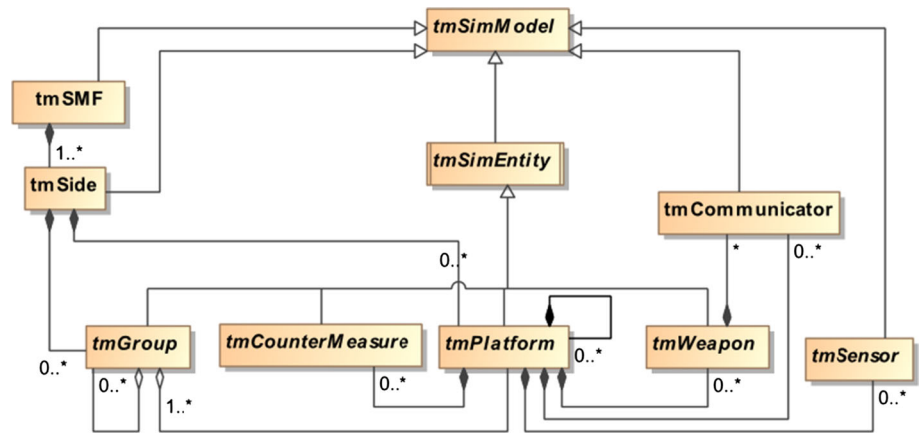 tmSimModel
tmSMF
1..*
tmSimEntity
tmSide
tmCommunicator
*
0..*
0..*
tmGroup
tmCounterMeasure
tmPlatform
tmWeapon
tmSensor
0..*
0..*
0..*
0..*
0..*
0..*
1..*